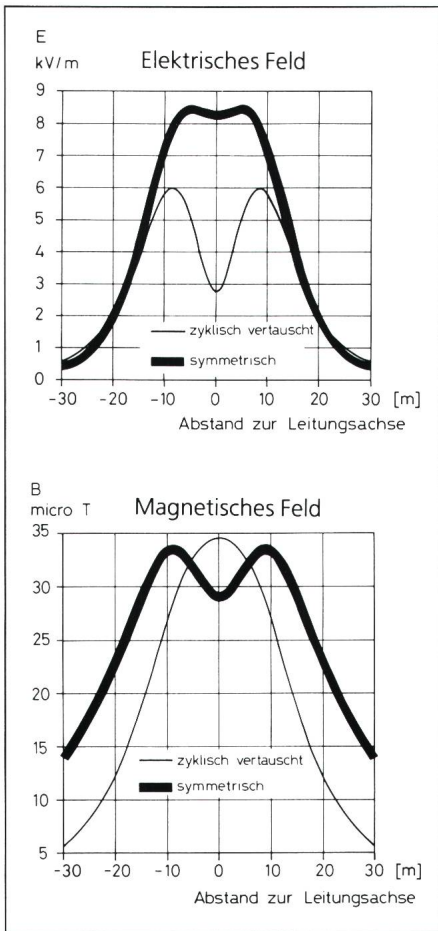 E
kV/m
Elektrisches Feld
9
8
7
6
5
4
3
2
1
0
zyklisch vertauscht
symmetrisch
-30 -20 -10 0 10 20 30 [m]
Abstand zur Leitungsachse
B
micro T
Magnetisches Feld
35
30
25
20
15
10
5
zyklisch vertauscht
symmetrisch
-30 -20 -10 0 10 20 30 [m]
Abstand zur Leitungsachse